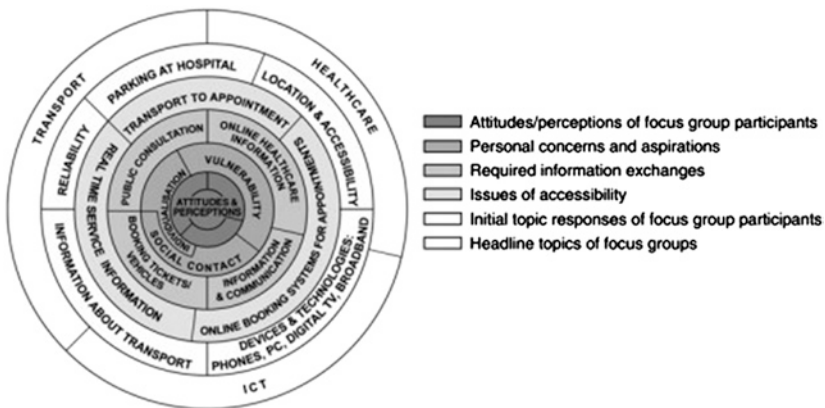 TRANSPORT
HEALTHCARE
ICT
PARKING AT HOSPITAL
LOCATION & ACCESSIBILITY
DEVICES & TECHNOLOGIES:
PHONES, PC, DIGITAL TV, BROADBAND
INFORMATION ABOUT TRANSPORT
RELIABILITY
TRANSPORT TO APPOINTMENT
ONLINE BOOKING SYSTEMS FOR APPOINTMENTS
REAL TIME SERVICE INFORMATION
PUBLIC CONSULTATION
ONLINE HEALTHCARE
INFORMATION
INFORMATION
& COMMUNICATION
BOOKING TICKETS/
VEHICLES
VULNERABILITY
SOCIAL CONTACT
ATTITUDES &
PERCEPTIONS
Attitudes/perceptions of focus group participants
Personal concerns and aspirations
Required information exchanges
Issues of accessibility
Initial topic responses of focus group participants
Headline topics of focus groups